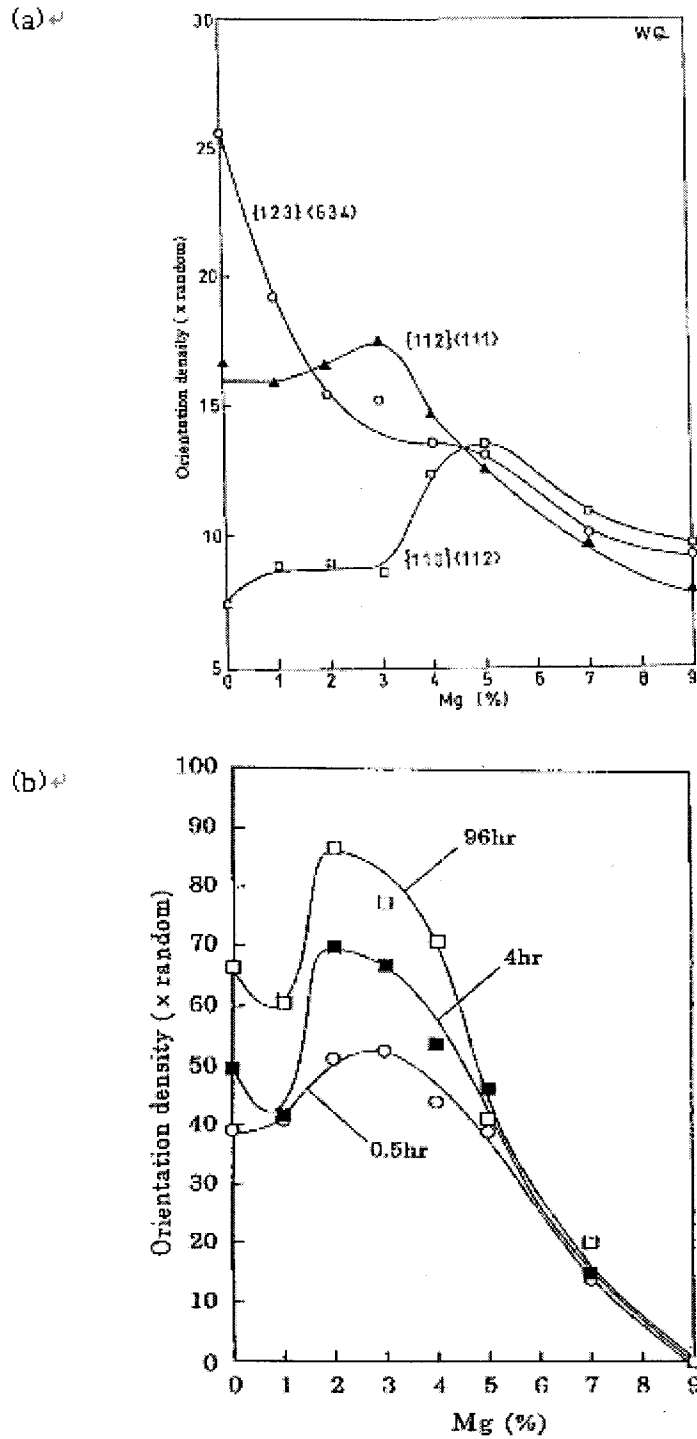 (a)↵
30
WQ
25
{123}⟨634⟩
20
{112}⟨111⟩
15
10
{110}⟨112⟩
5
0 1 2 3 4 5 6 7 8 9
Mg (%)
Orientation density ( x random)
(b)↵
100
90
96hr
80
70
4hr
60
50
40
0.5hr
30
20
10
0
0 1 2 3 4 5 6 7 8 9
Mg (%)
Orientation density ( × random)